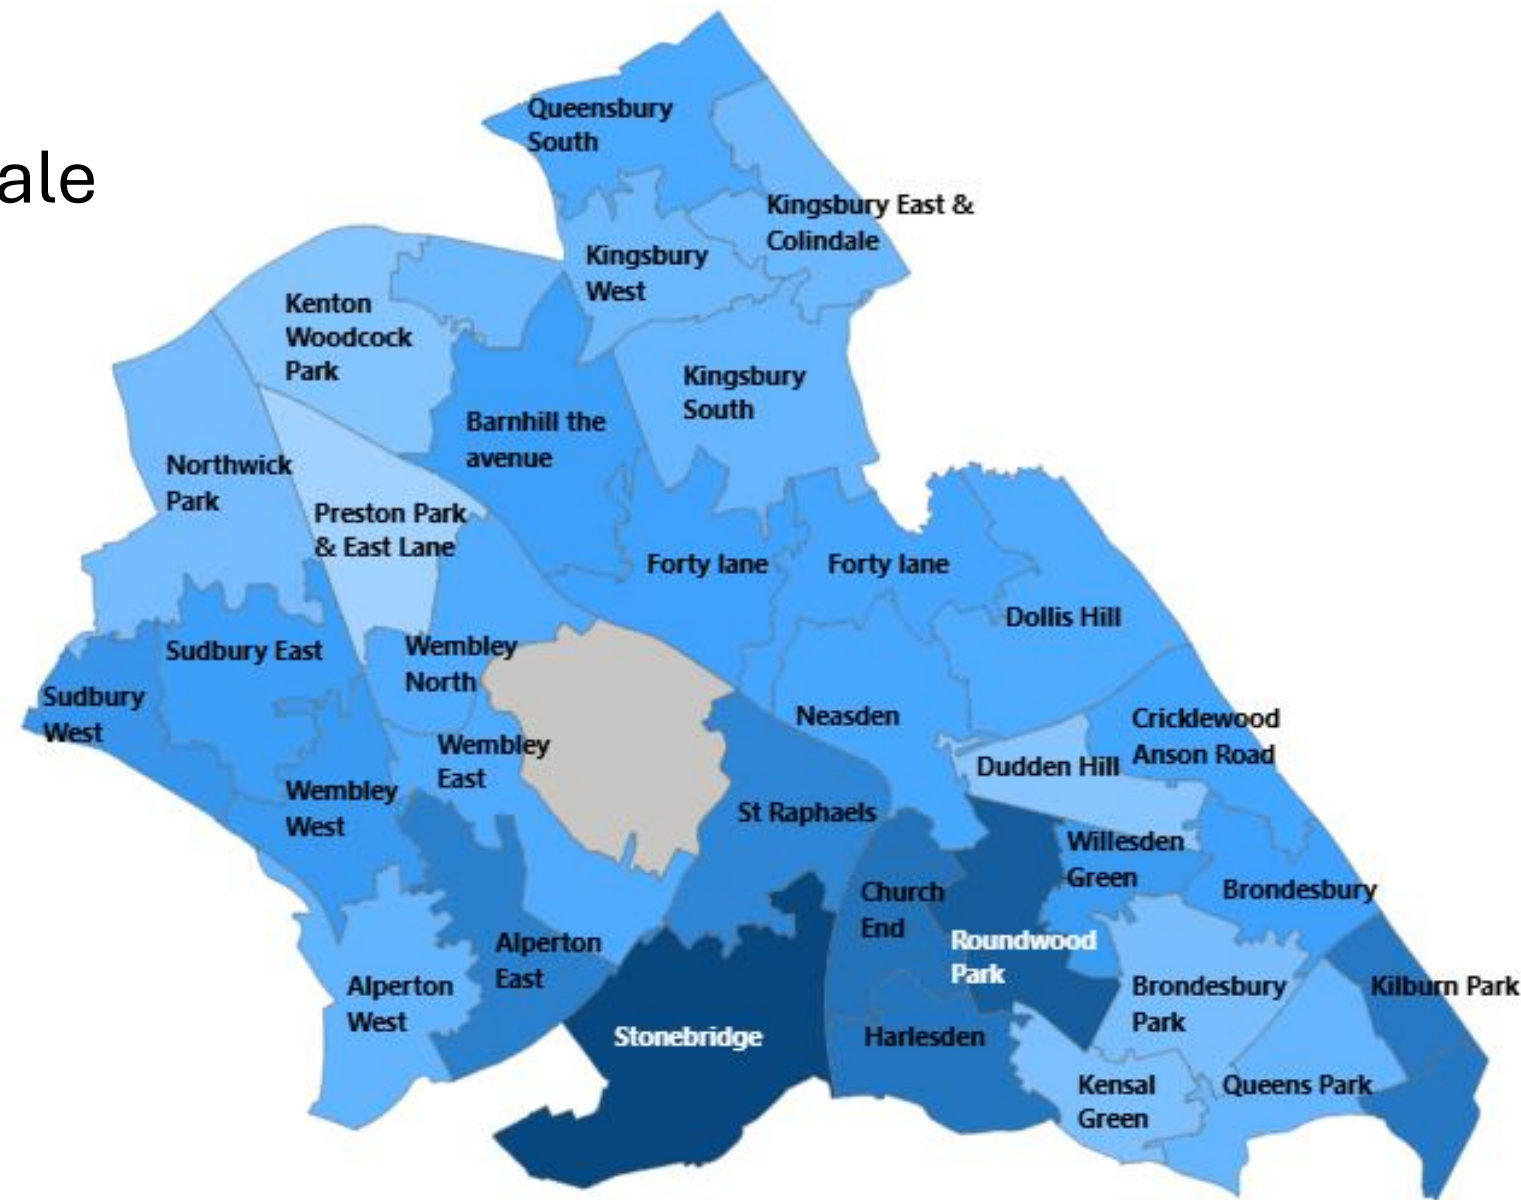 ale
Queensbury
South
Kingsbury East &
Colindale
Kingsbury
West
Kenton
Woodcock
Park
Kingsbury
South
Barnhill the
avenue
Northwick
Park
Preston Park
& East Lane
Forty lane
Forty lane
Dollis Hill
Sudbury East
Wembley
North
Sudbury
West
Neasden
Cricklewood
Anson Road
Wembley
East
Dudden Hill
Wembley
West
St Raphaels
Willesden
Green
Church
End
Brondesbury
Roundwood
Park
Alperton
East
Alperton
West
Brondesbury
Park
Kilburn Park
Stonebridge
Harlesden
Kensal
Green
Queens Park